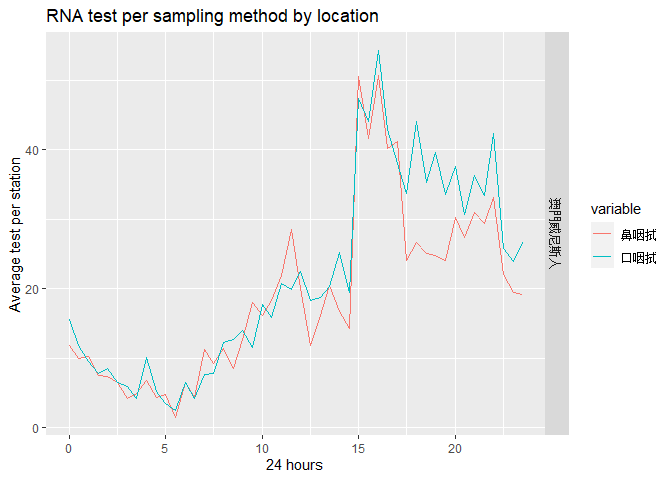 RNA test per sampling method by location
Average test per station
40
20
0
0 5 10 15 20
24 hours
澳門威尼斯人
variable
鼻咽拭
口咽拭